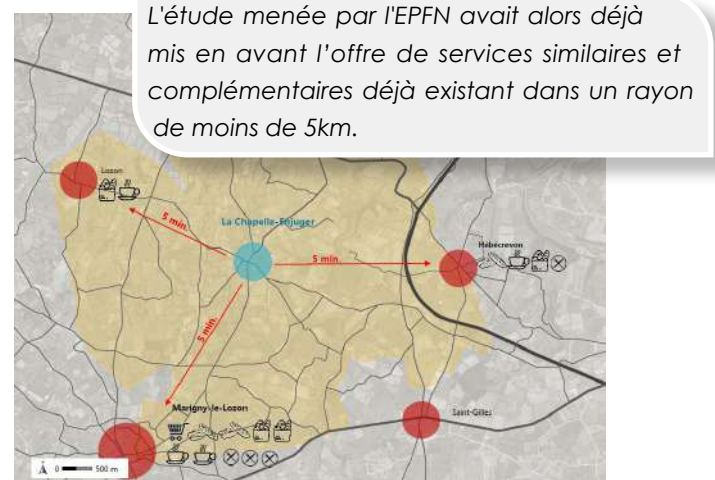 L'étude menée par l'EPFN avait alors déjà
mis en avant l’offre de services similaires et
complémentaires déjà existant dans un rayon
de moins de 5km.
Lozon
5 min.
La Chapelle-Enjuger
5 min.
Hébécrevon
5 min.
Marigny-le-Lozon
Saint-Gilles
0 500 m